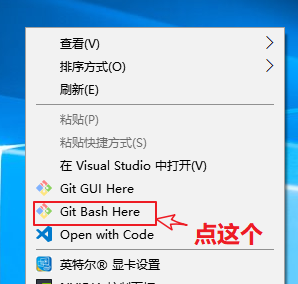 查看(V)
排序方式(O)
刷新(E)
粘贴(P)
粘贴快捷方式(S)
在 Visual Studio 中打开(V)
Git GUI Here
Git Bash Here
点这个
Open with Code
英特尔® 显卡设置